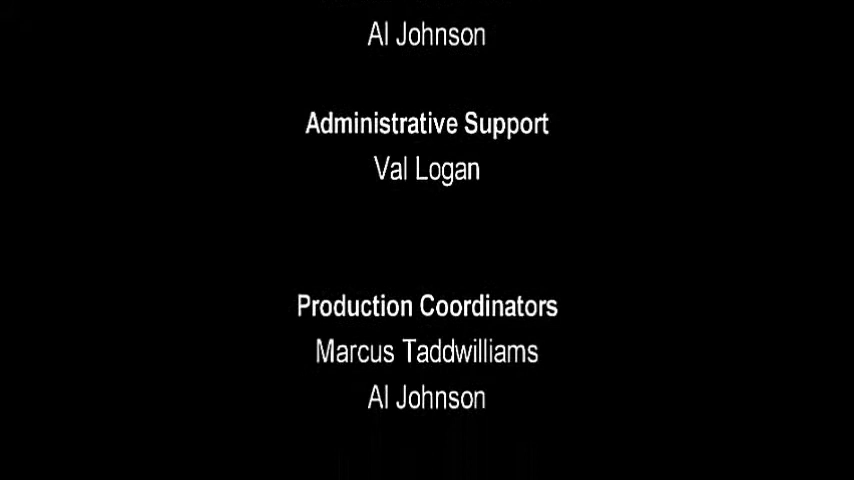 Al Johnson
Administrative Support
Val Logan
Production Coordinators
Marcus Taddwilliams
Al Johnson